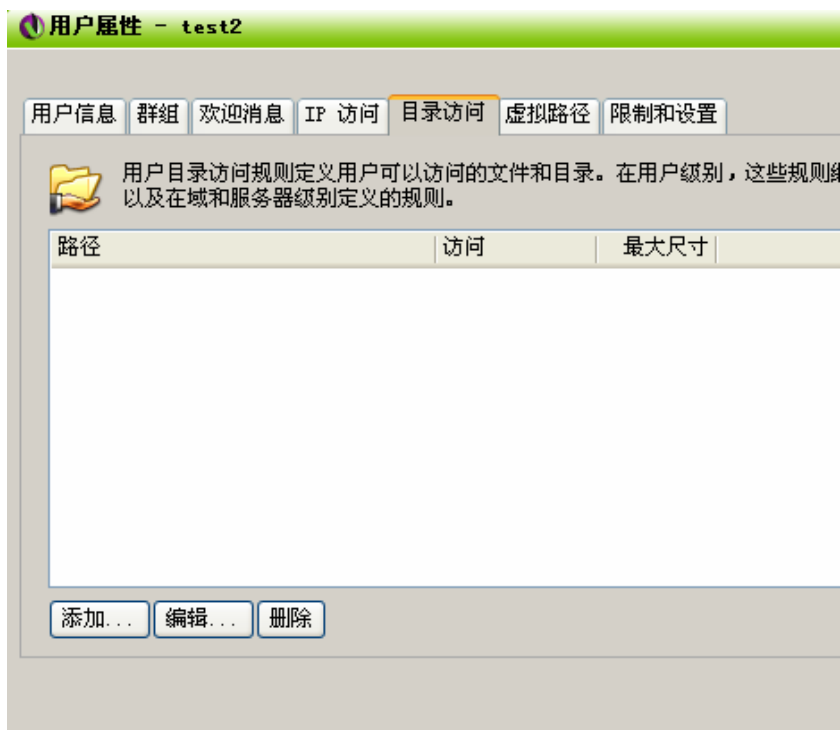 用户属性 - test2
用户信息 群组 欢迎消息 IP 访问 目录访问 虚拟路径 限制和设置
用户目录访问规则定义用户可以访问的文件和目录。在用户级别，这些规则
以及在域和服务器级别定义的规则。
路径 访问 最大尺寸
添加... 编辑... 删除